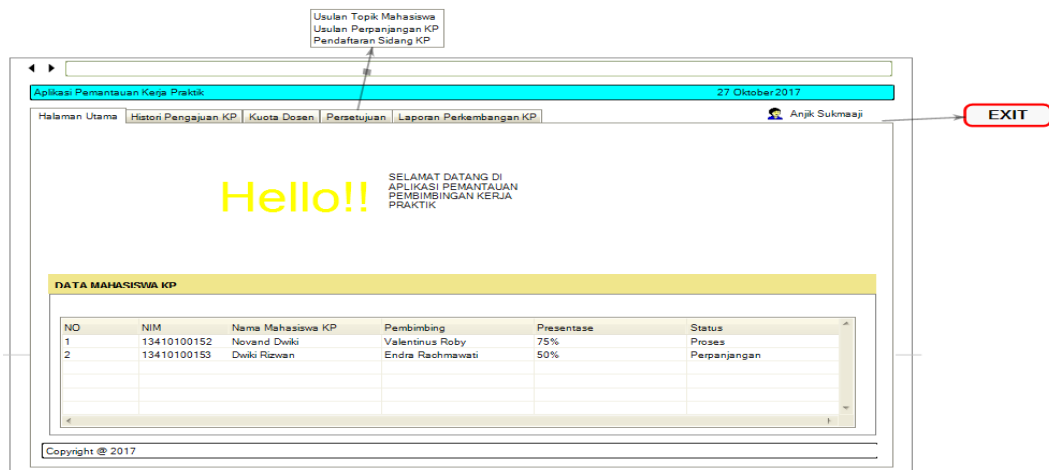 Usulan Topik Mahasiswa
Usulan Perpanjangan KP
Pendaftaran Sidang KP
Aplikasi Pemantauan Kerja Praktik 27 Oktober 2017
Halaman Utama Histori Pengajuan KP Kuota Dosen Persetujuan Laporan Perkembangan KP Anjik Sukmaaji EXIT
Hello!!
SELAMAT DATANG DI
APLIKASI PEMANTAUAN
PEMBIMBINGAN KERJA
PRAKTIK
DATA MAHASISWA KP
NO NIM Nama Mahasiswa KP Pembimbing Presentase Status
1 13410100152 Novand Dwiki Valentinus Roby 75% Proses
2 13410100153 Dwiki Rizwan Endra Rachmawati 50% Perpanjangan
Copyright @ 2017